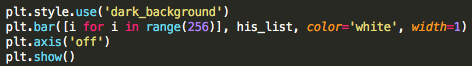 plt.style.use('dark_background')
plt.bar([i for i in range(256)], his_list, color='white', width=1)
plt.axis('off')
plt.show()